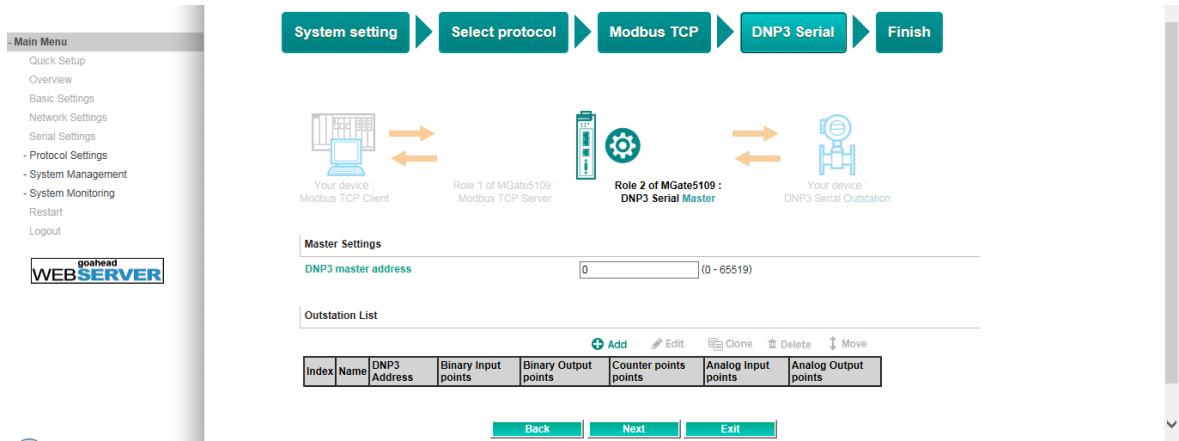 System setting
Select protocol
Modbus TCP
DNP3 Serial
Finish
- Main Menu
Quick Setup
Overview
Basic Settings
Network Settings
Serial Settings
- Protocol Settings
- System Management
- System Monitoring
Restart
Logout
goahead
WEBSERVER
Your device :
Modbus TCP Client
Role 1 of MGate5109 :
Modbus TCP Server
Role 2 of MGate5109 :
DNP3 Serial Master
Your device :
DNP3 Serial Outstation
Master Settings
DNP3 master address 0 (0 - 65519)
Outstation List
Add Edit Clone Delete Move
Index
Name
DNP3
Address
Binary Input
points
Binary Output
points
Counter points
points
Analog Input
points
Analog Output
points
Back Next Exit